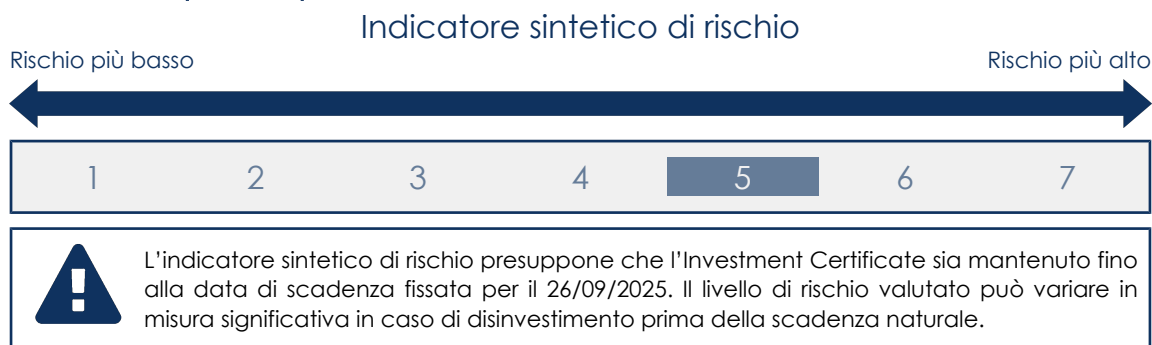 Indicatore sintetico di rischio
Rischio più basso Rischio più alto
1 2 3 4 5 6 7
L'indicatore sintetico di rischio presuppone che l'Investment Certificate sia mantenuto fino
alla data di scadenza fissata per il 26/09/2025. Il livello di rischio valutato può variare in
misura significativa in caso di disinvestimento prima della scadenza naturale.